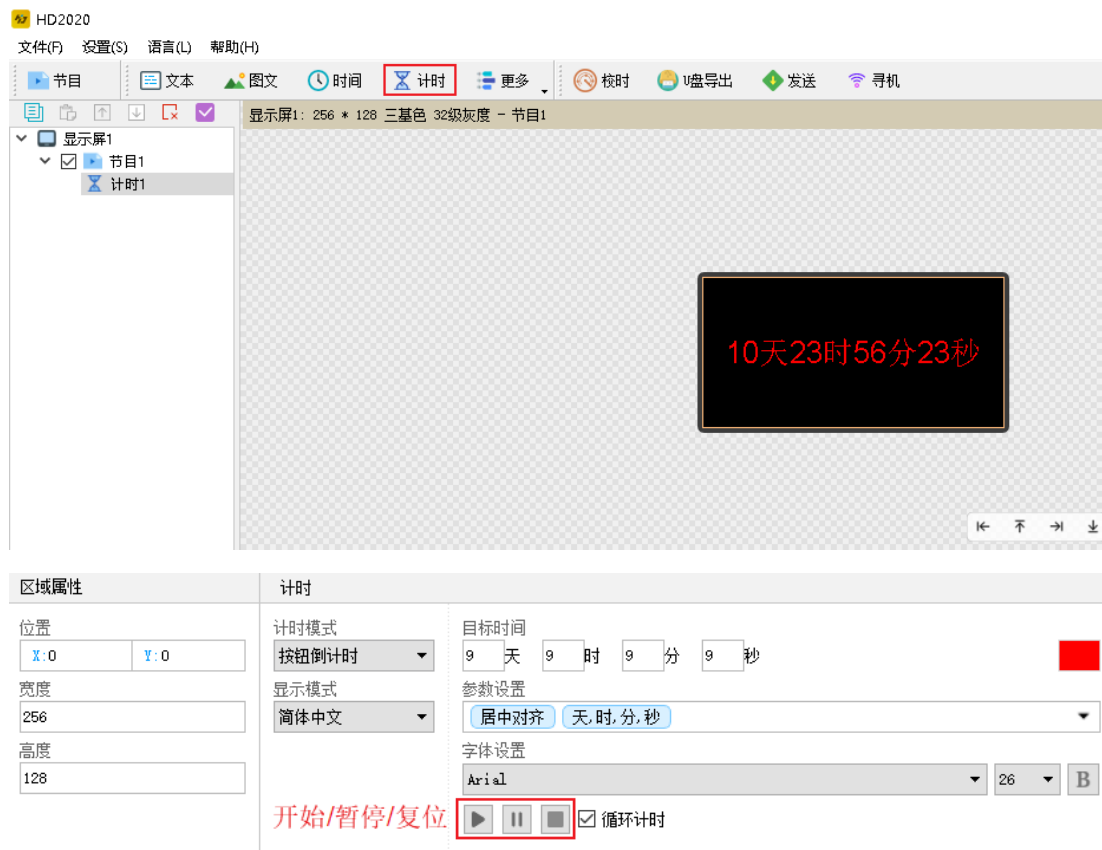 HD2020
文件(F) 设置(S) 语言(L) 帮助(H)
节目 文本 图文 时间 计时 更多 校时 U盘导出 发送 寻机
显示屏1: 256 * 128 三基色 32级灰度 - 节目1
显示屏1
节目1
计时1
10天23时56分23秒
区域属性
位置
X:0 Y:0
宽度
256
高度
128
计时
计时模式
按钮倒计时
显示模式
简体中文
目标时间
9 天 9 时 9 分 9 秒
参数设置
居中对齐 天,时,分,秒
字体设置
Arial 26 B
开始/暂停/复位 循环计时